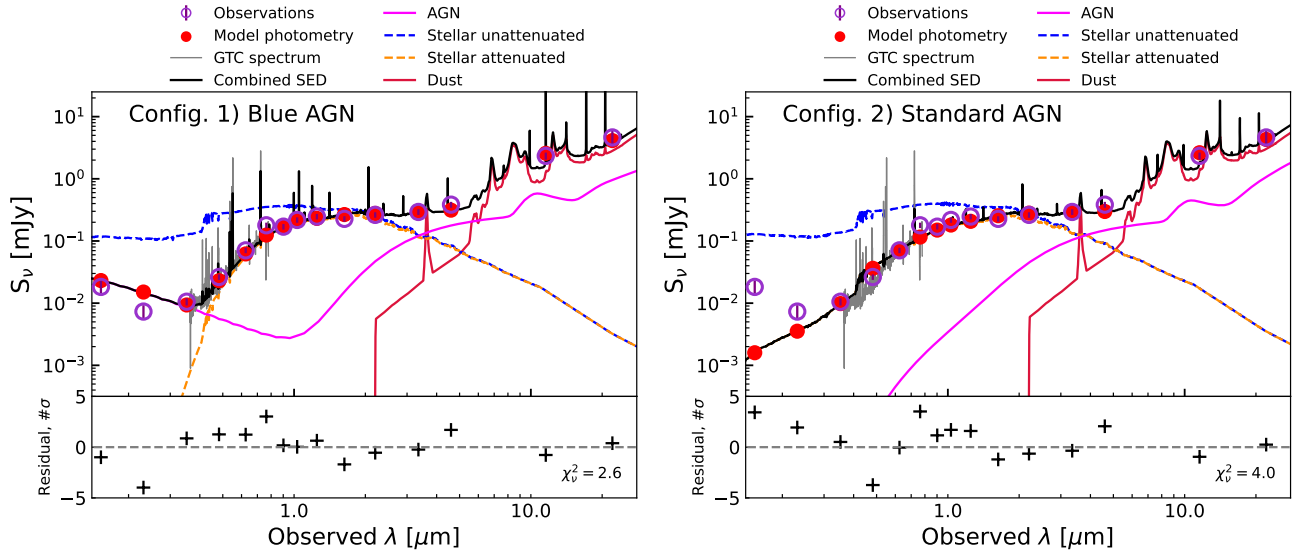 Observations
Model photometry
GTC spectrum
Combined SED
AGN
Stellar unattenuated
Stellar attenuated
Dust
Config. 1) Blue AGN
S_ν [mJy]
10^1
10^0
10^-1
10^-2
10^-3
Residual, #σ
5
0
−5
χ_ν^2=2.6
1.0
10.0
Observed λ [μm]
Observations
Model photometry
GTC spectrum
Combined SED
AGN
Stellar unattenuated
Stellar attenuated
Dust
Config. 2) Standard AGN
S_ν [mJy]
10^1
10^0
10^-1
10^-2
10^-3
Residual, #σ
5
0
−5
χ_ν^2=4.0
1.0
10.0
Observed λ [μm]